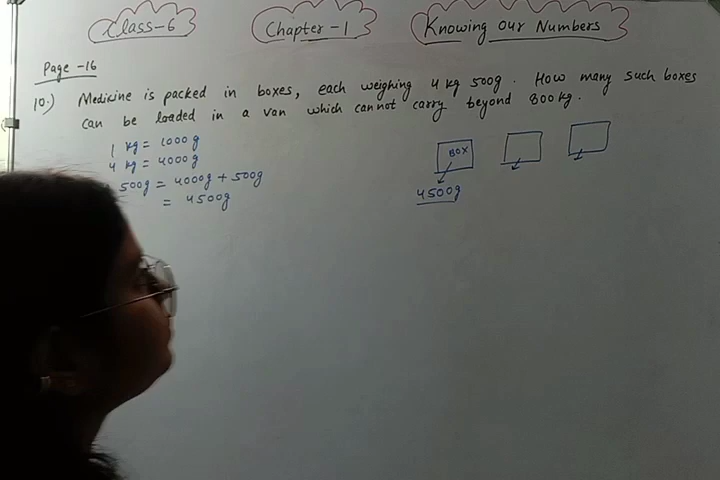 Class-6 Chapter-1 Knowing Our Numbers
Page-16
10.) Medicine is packed in boxes, each weighing 4 kg 500g. How many such boxes
can be loaded in a van which cannot carry beyond 800 kg.
1 kg = 1000 g
4 kg = 4000g
500g = 4000g + 500g
= 4500g
BOX
4500g